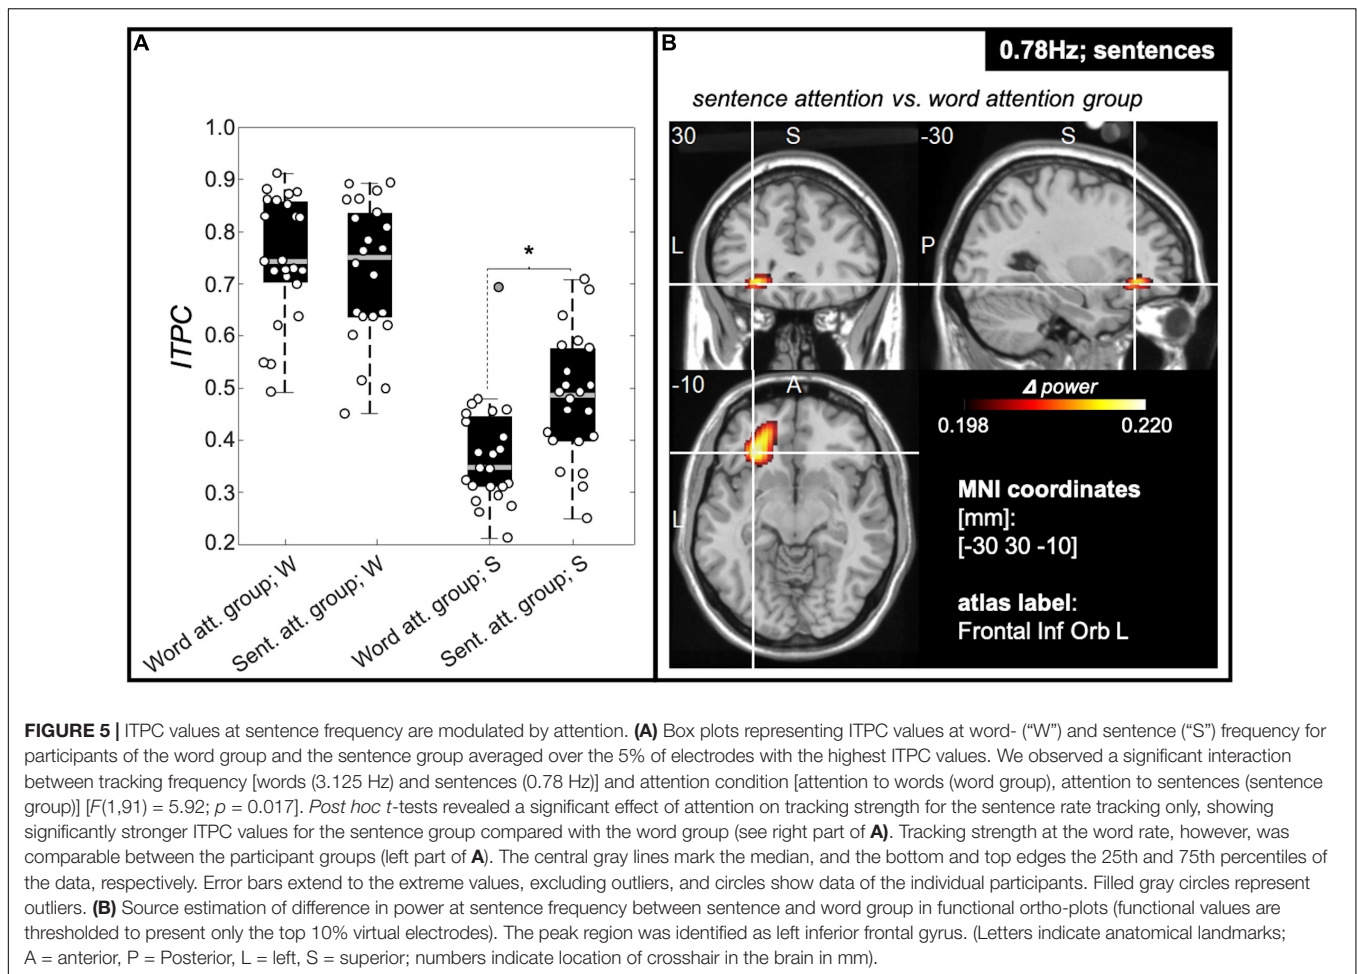 A
1.0
0.9
0.8
0.7
0.6
0.5
0.4
0.3
0.2
ITPC
*
Word att. group; W
Sent. att. group; W
Word att. group; S
Sent. att. group; S
B
0.78Hz; sentences
sentence attention vs. word attention group
30
S
L
-30
S
P
-10
A
L
Δ power
0.198
0.220
MNI coordinates
[mm]:
[-30 30 -10]
atlas label:
Frontal Inf Orb L
FIGURE 5 | ITPC values at sentence frequency are modulated by attention. (A) Box plots representing ITPC values at word- (“W”) and sentence (“S”) frequency for
participants of the word group and the sentence group averaged over the 5% of electrodes with the highest ITPC values. We observed a significant interaction
between tracking frequency [words (3.125 Hz) and sentences (0.78 Hz)] and attention condition [attention to words (word group), attention to sentences (sentence
group)] [F(1,91) = 5.92; p = 0.017]. Post hoc t-tests revealed a significant effect of attention on tracking strength for the sentence rate tracking only, showing
significantly stronger ITPC values for the sentence group compared with the word group (see right part of A). Tracking strength at the word rate, however, was
comparable between the participant groups (left part of A). The central gray lines mark the median, and the bottom and top edges the 25th and 75th percentiles of
the data, respectively. Error bars extend to the extreme values, excluding outliers, and circles show data of the individual participants. Filled gray circles represent
outliers. (B) Source estimation of difference in power at sentence frequency between sentence and word group in functional ortho-plots (functional values are
thresholded to present only the top 10% virtual electrodes). The peak region was identified as left inferior frontal gyrus. (Letters indicate anatomical landmarks;
A = anterior, P = Posterior, L = left, S = superior; numbers indicate location of crosshair in the brain in mm).